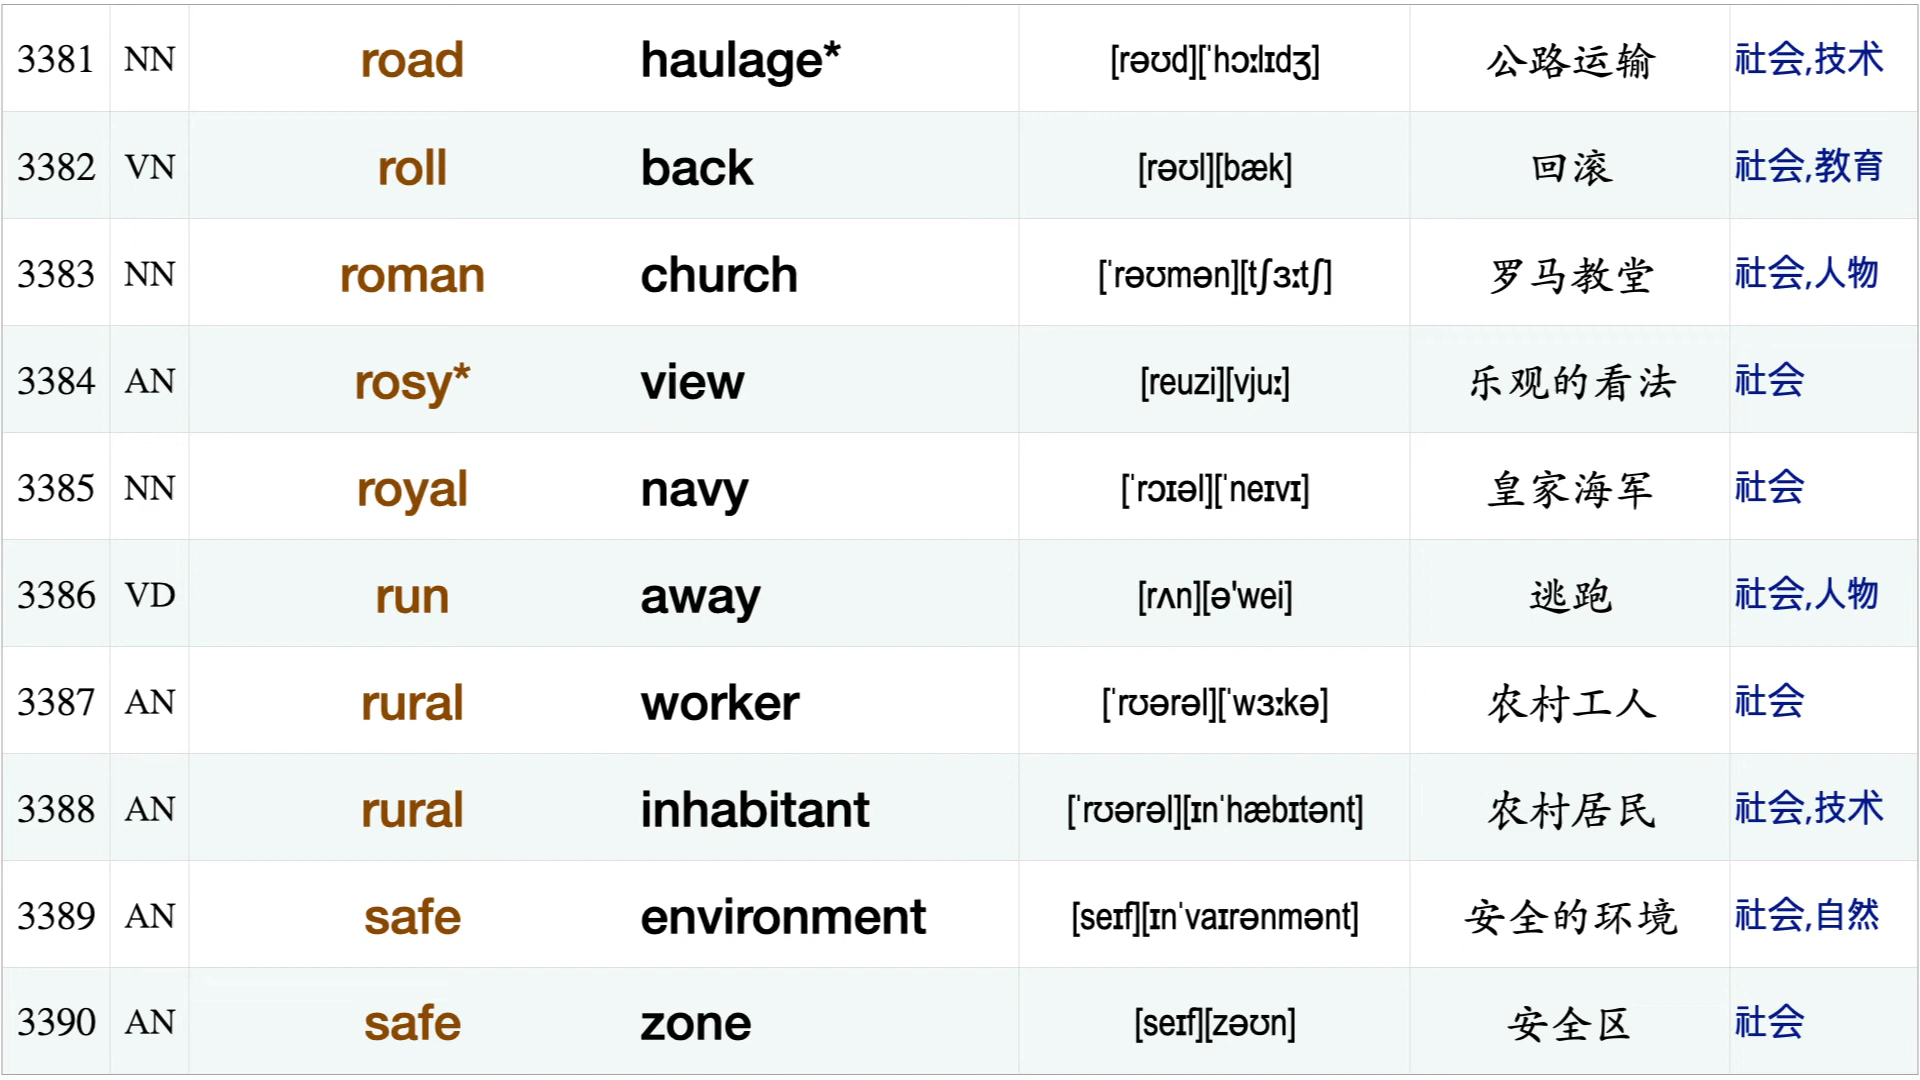 3381 NN road haulage* [rəʊd][ˈhɔːlɪdʒ] 公路运输 社会,技术
3382 VN roll back [rəʊl][bæk] 回滚 社会,教育
3383 NN roman church [ˈrəʊmən][tʃɜːtʃ] 罗马教堂 社会,人物
3384 AN rosy* view [reuzi][vjuː] 乐观的看法 社会
3385 NN royal navy [ˈrɔɪəl][ˈneɪvɪ] 皇家海军 社会
3386 VD run away [rʌn][ə'wei] 逃跑 社会,人物
3387 AN rural worker [ˈrʊərəl][ˈwɜːkə] 农村工人 社会
3388 AN rural inhabitant [ˈrʊərəl][ɪnˈhæbɪtənt] 农村居民 社会,技术
3389 AN safe environment [seɪf][ɪnˈvaɪrənmənt] 安全的环境 社会,自然
3390 AN safe zone [seɪf][zəʊn] 安全区 社会